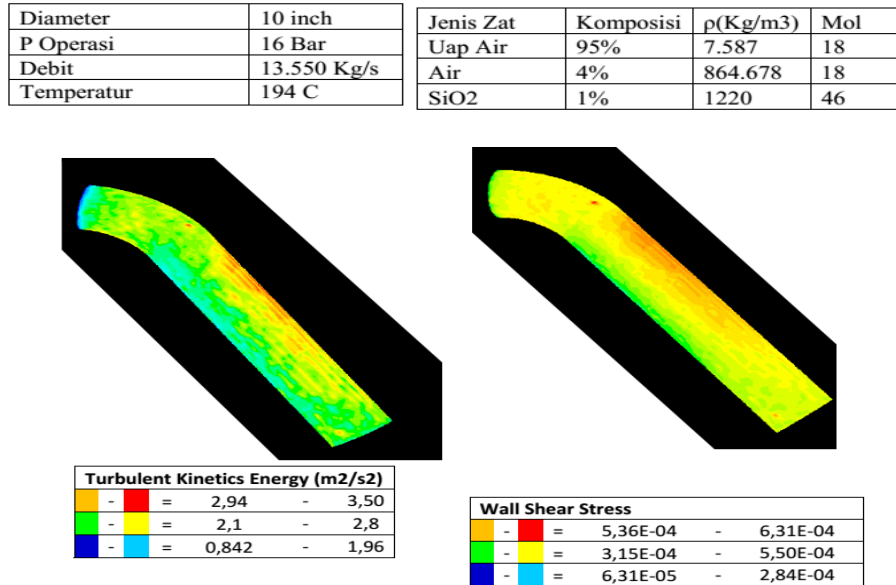 Diameter 10 inch
P Operasi 16 Bar
Debit 13.550 Kg/s
Temperatur 194 C
Jenis Zat Komposisi ρ(Kg/m3) Mol
Uap Air 95% 7.587 18
Air 4% 864.678 18
SiO2 1% 1220 46
Turbulent Kinetics Energy (m2/s2)
- = 2,94 - 3,50
- = 2,1 - 2,8
- = 0,842 - 1,96
Wall Shear Stress
- = 5,36E-04 - 6,31E-04
- = 3,15E-04 - 5,50E-04
- = 6,31E-05 - 2,84E-04